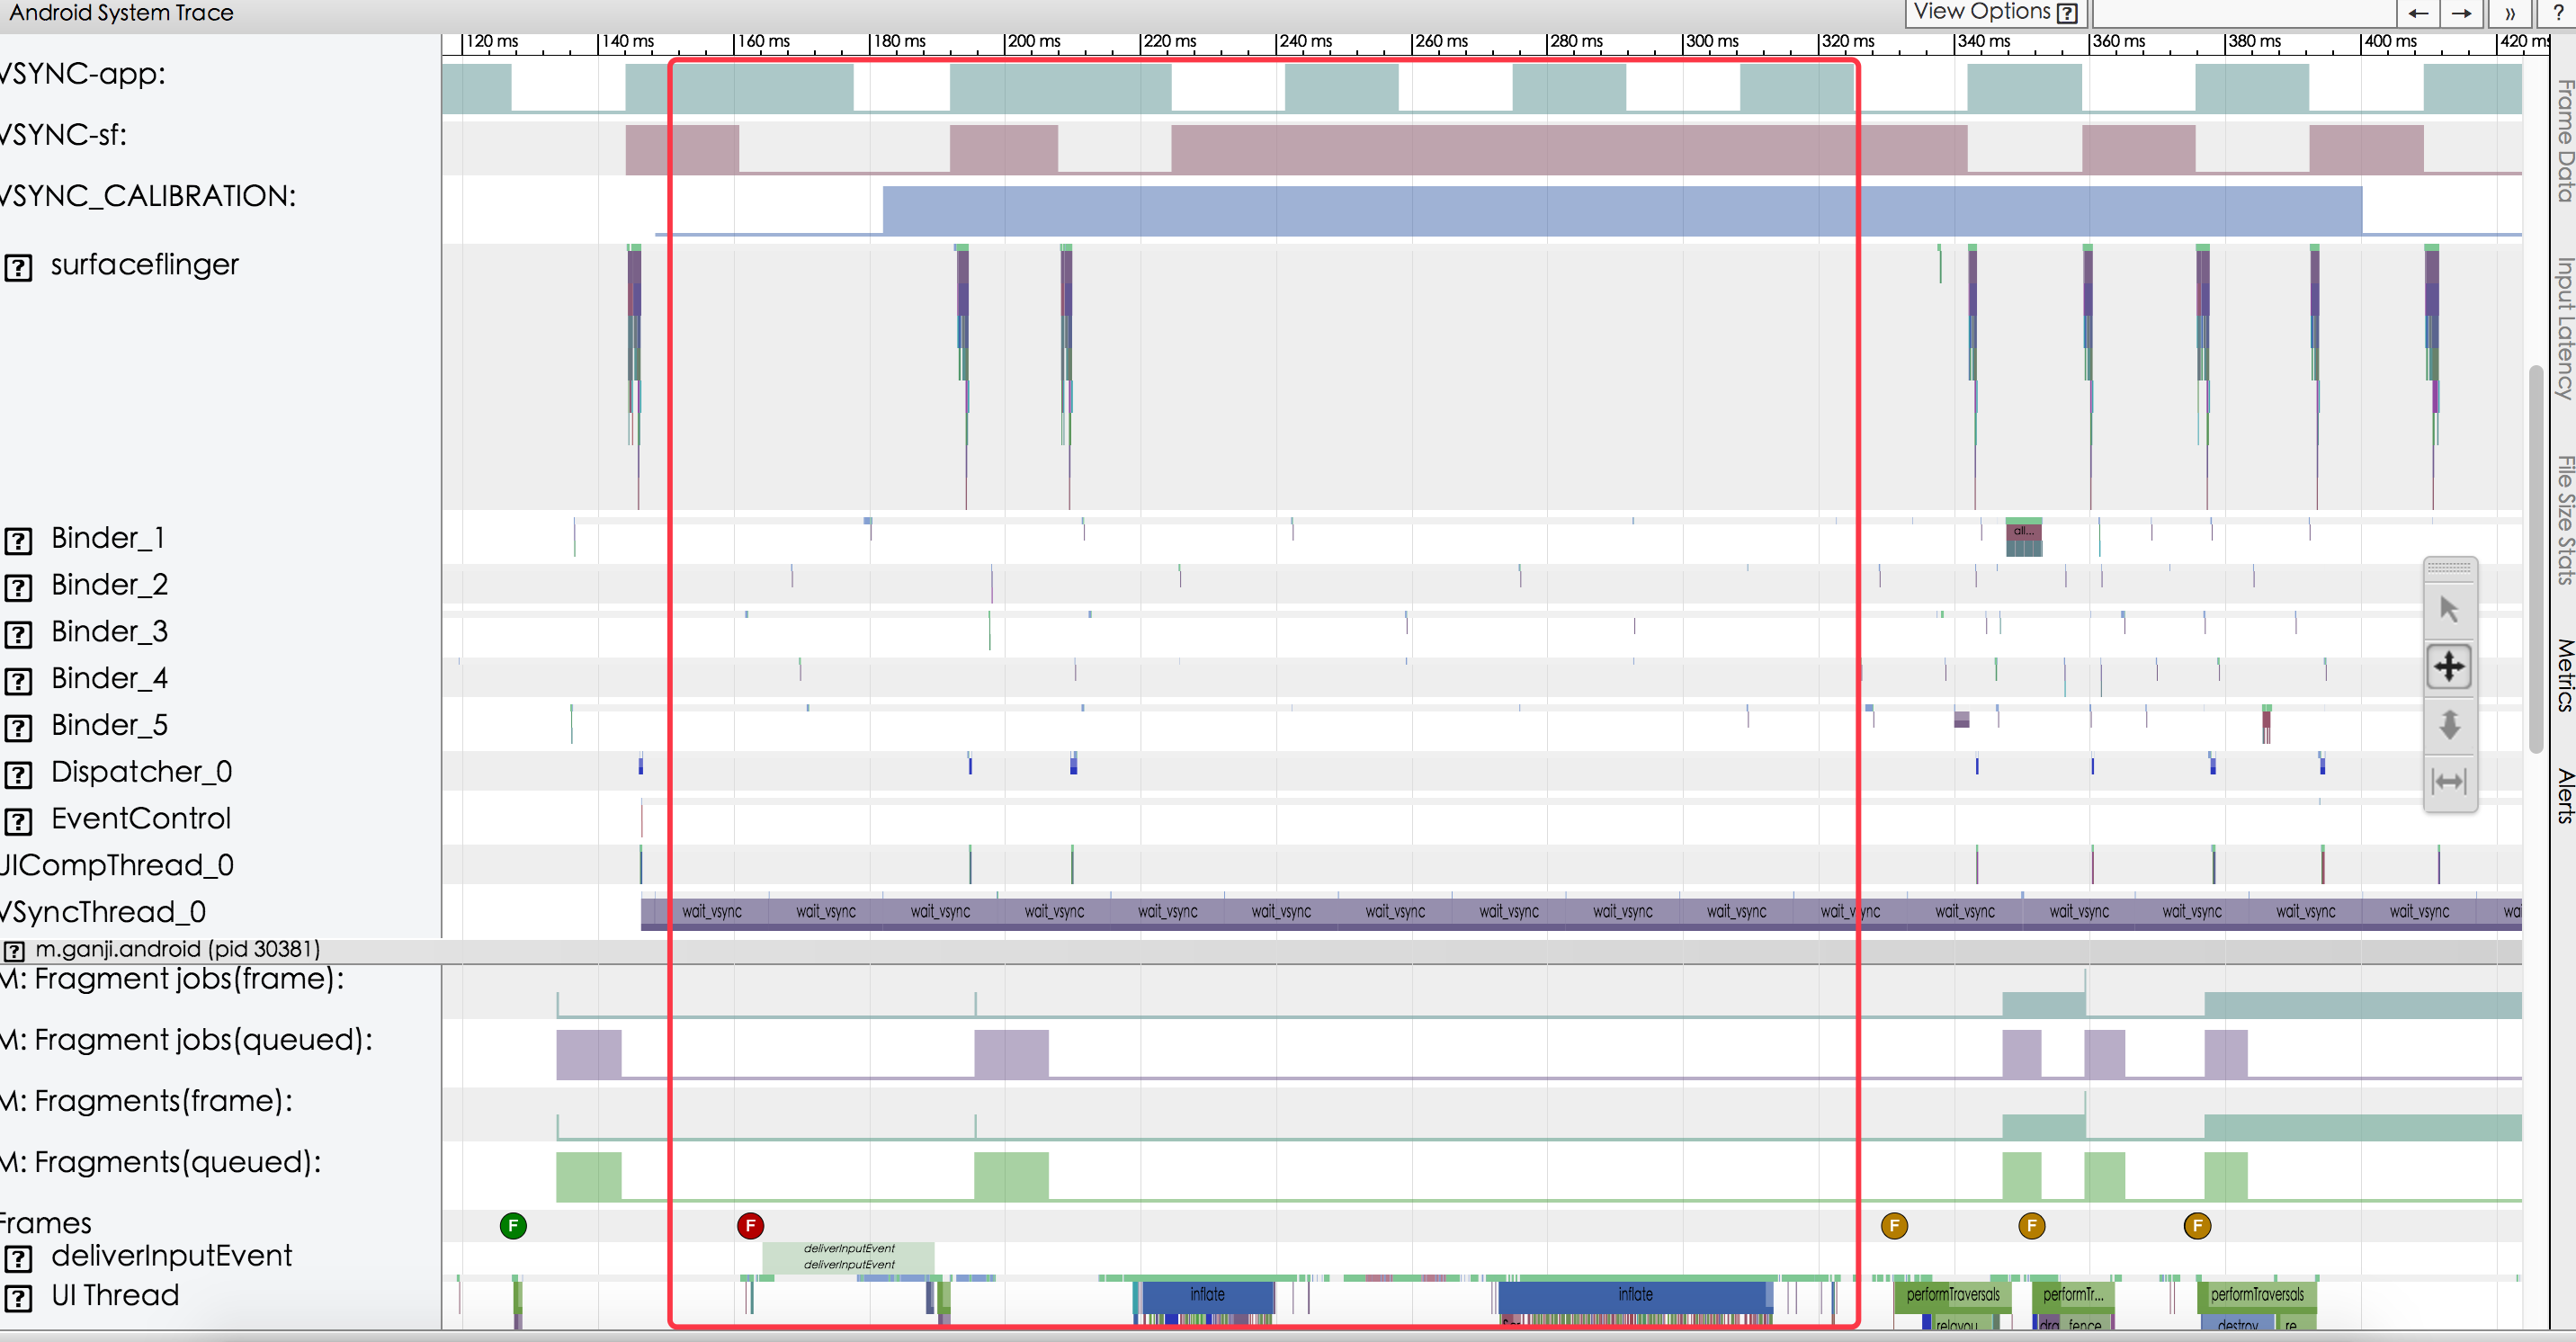 Android System Trace
View Options ?
← → » ?
120 ms 140 ms 160 ms 180 ms 200 ms 220 ms 240 ms 260 ms 280 ms 300 ms 320 ms 340 ms 360 ms 380 ms 400 ms 420 ms
VSYNC-app:
VSYNC-sf:
VSYNC_CALIBRATION:
? surfaceflinger
? Binder_1
all...
? Binder_2
? Binder_3
? Binder_4
? Binder_5
? Dispatcher_0
? EventControl
UICompThread_0
VSyncThread_0
wait_vsync wait_vsync wait_vsync wait_vsync wait_vsync wait_vsync wait_vsync wait_vsync wait_vsync wait_vsync wait_vsync wait_vsync wait_vsync wait_vsync wait_vsync wait_vsync wai
? m.ganji.android (pid 30381)
M: Fragment jobs(frame):
M: Fragment jobs(queued):
M: Fragments(frame):
M: Fragments(queued):
Frames
F F F F F
? deliverInputEvent
deliverInputEvent
deliverInputEvent
? UI Thread
inflate inflate performTraversals performTr... performTraversals
relayou dra fence destroy re
Frame Data
Input Latency
File Size Stats
Metrics
Alerts